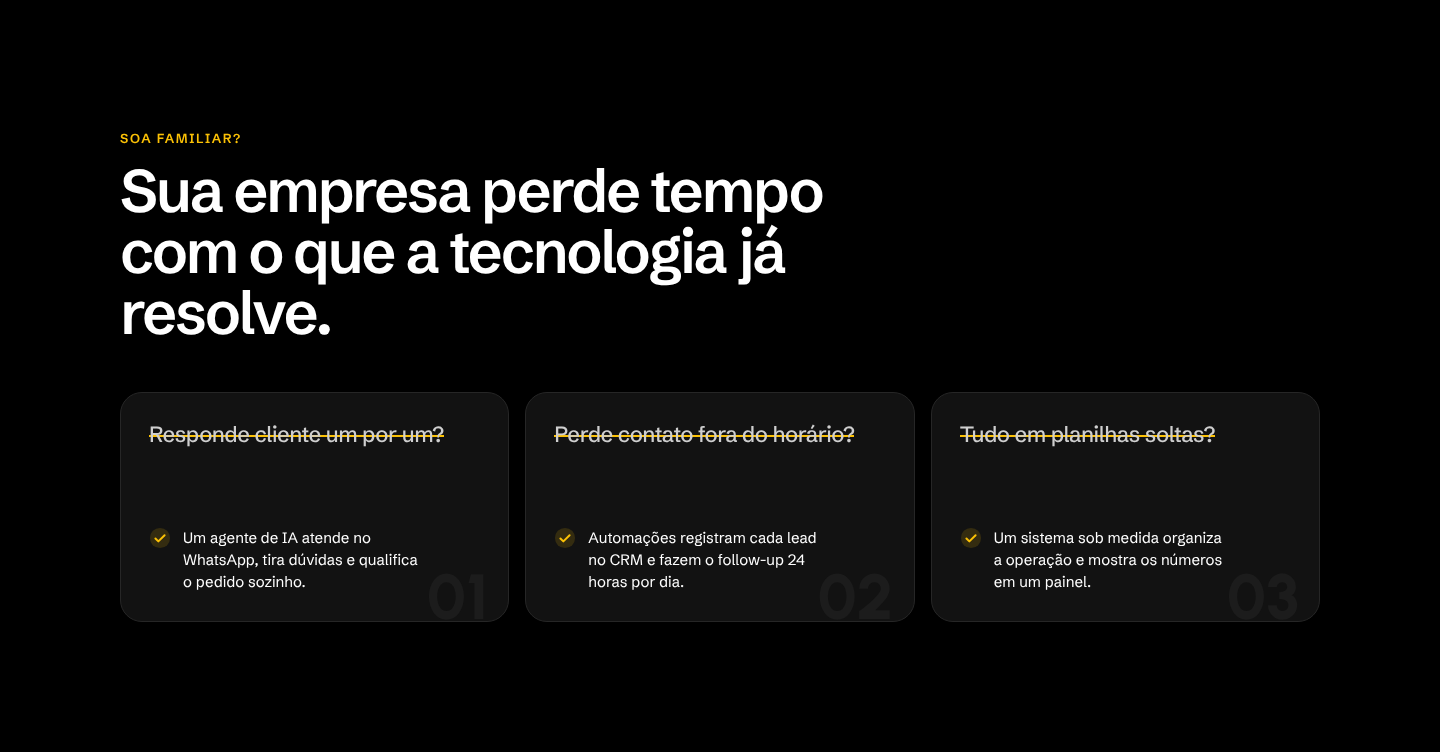 SOA FAMILIAR?
Sua empresa perde tempo
com o que a tecnologia já
resolve.
Responde cliente um por um?
Um agente de IA atende no
WhatsApp, tira dúvidas e qualifica
o pedido sozinho.
01
Perde contato fora do horário?
Automações registram cada lead
no CRM e fazem o follow-up 24
horas por dia.
02
Tudo em planilhas soltas?
Um sistema sob medida organiza
a operação e mostra os números
em um painel.
03